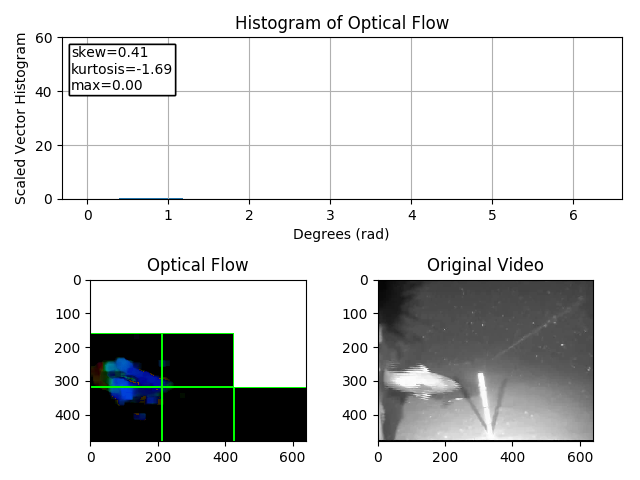 Histogram of Optical Flow
Scaled Vector Histogram
60
40
20
0
skew=0.41
kurtosis=-1.69
max=0.00
0 1 2 3 4 5 6
Degrees (rad)
Optical Flow
0
100
200
300
400
0 200 400 600
Original Video
0
100
200
300
400
0 200 400 600